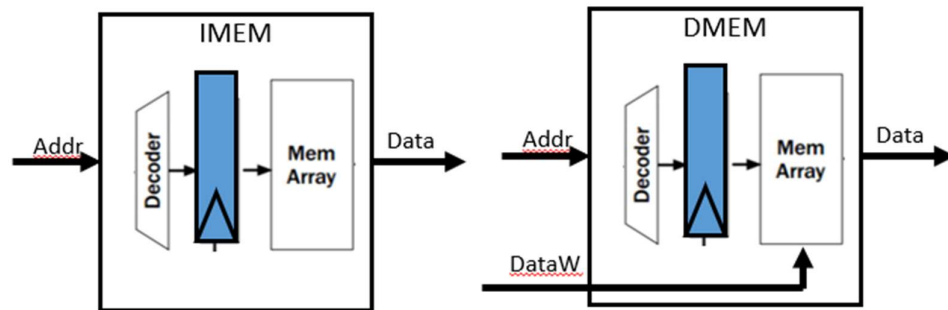 IMEM
Addr
Decoder
Mem
Array
Data
DMEM
Addr
Decoder
Mem
Array
Data
DataW